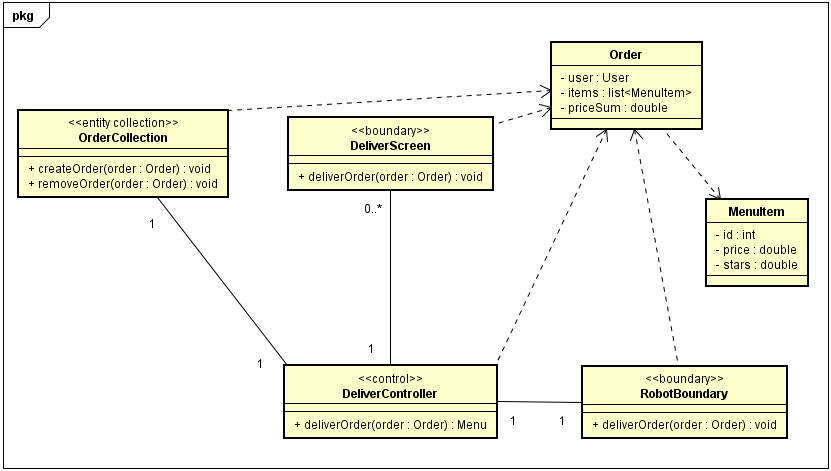 pkg
Order
- user : User
- items : list<MenuItem>
- priceSum : double
<<entity collection>>
OrderCollection
+ createOrder(order : Order) : void
+ removeOrder(order : Order) : void
<<boundary>>
DeliverScreen
+ deliverOrder(order : Order) : void
MenuItem
- id : int
- price : double
- stars : double
1
0..*
1
1
<<control>>
DeliverController
+ deliverOrder(order : Order) : Menu
1
1
<<boundary>>
RobotBoundary
+ deliverOrder(order : Order) : void